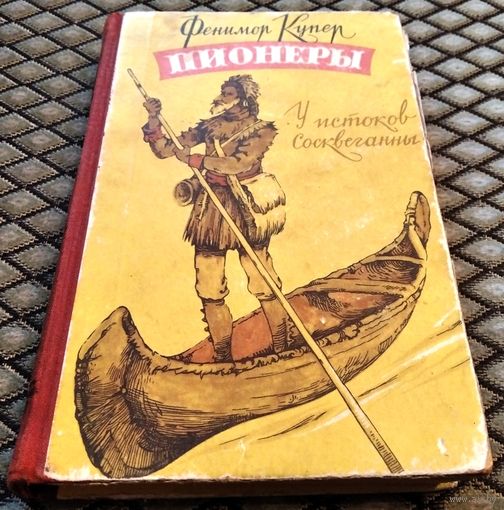 Фенимор Купер
ПИОНЕРЫ
У истоков
Сосквеганны